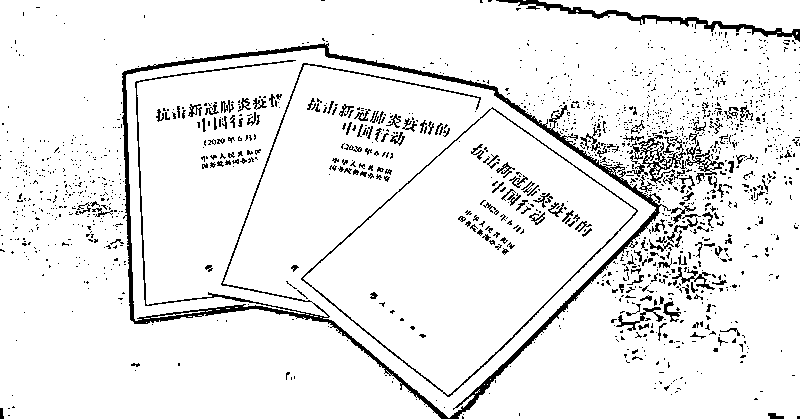 抗击新冠肺炎疫情
中国行动
(2020年6月)
中华人民共和国
国务院新闻办公
抗击新冠肺炎疫情的
中国行动
(2020年6月)
中华人民共和国
国务院新闻办公室
抗击新冠肺炎疫情的
中国行动
(2020年6月)
中华人民共和国
国务院新闻办公室
人民出版社